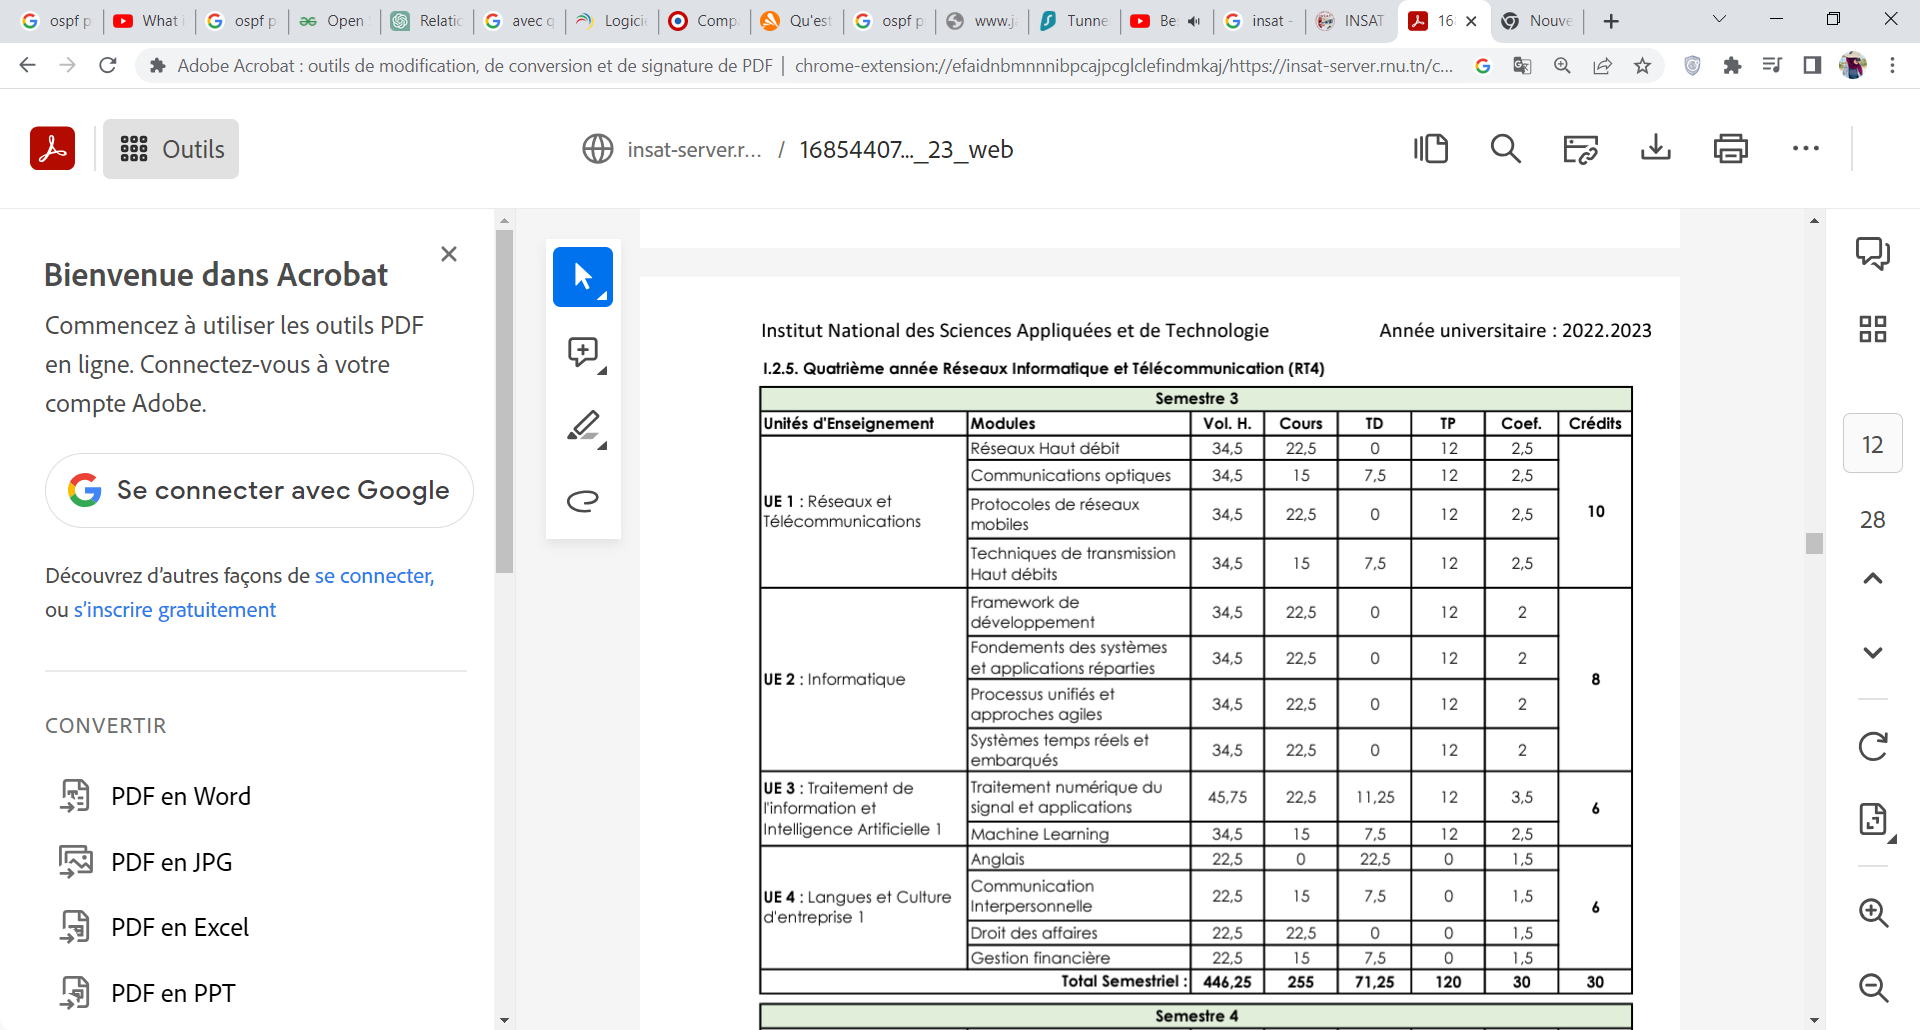 ospf p
What i
ospf p
Open
Relatio
avec q
Logicie
Compa
Qu'est
ospf p
www.ja
Tunne
Be
insat -
INSAT
16
Nouve
Adobe Acrobat : outils de modification, de conversion et de signature de PDF | chrome-extension://efaidnbmnnnibpcajpcglclefindmkaj/https://insat-server.rnu.tn/c...
Outils
insat-server.r... / 16854407..._23_web
Bienvenue dans Acrobat
Commencez à utiliser les outils PDF
en ligne. Connectez-vous à votre
compte Adobe.
Se connecter avec Google
Découvrez d’autres façons de se connecter,
ou s’inscrire gratuitement
CONVERTIR
PDF en Word
PDF en JPG
PDF en Excel
PDF en PPT
Institut National des Sciences Appliquées et de Technologie Année universitaire : 2022.2023
I.2.5. Quatrième année Réseaux Informatique et Télécommunication (RT4)
Semestre 3
Unités d'Enseignement Modules Vol. H. Cours TD TP Coef. Crédits
UE 1 : Réseaux et
Télécommunications
Réseaux Haut débit 34,5 22,5 0 12 2,5
Communications optiques 34,5 15 7,5 12 2,5
Protocoles de réseaux
mobiles 34,5 22,5 0 12 2,5
Techniques de transmission
Haut débits 34,5 15 7,5 12 2,5
10
UE 2 : Informatique
Framework de
développement 34,5 22,5 0 12 2
Fondements des systèmes
et applications réparties 34,5 22,5 0 12 2
Processus unifiés et
approches agiles 34,5 22,5 0 12 2
Systèmes temps réels et
embarqués 34,5 22,5 0 12 2
8
UE 3 : Traitement de
l'information et
Intelligence Artificielle 1
Traitement numérique du
signal et applications 45,75 22,5 11,25 12 3,5
Machine Learning 34,5 15 7,5 12 2,5
6
UE 4 : Langues et Culture
d'entreprise 1
Anglais 22,5 0 22,5 0 1,5
Communication
Interpersonnelle 22,5 15 7,5 0 1,5
Droit des affaires 22,5 22,5 0 0 1,5
Gestion financière 22,5 15 7,5 0 1,5
6
Total Semestriel : 446,25 255 71,25 120 30 30
Semestre 4
12
28